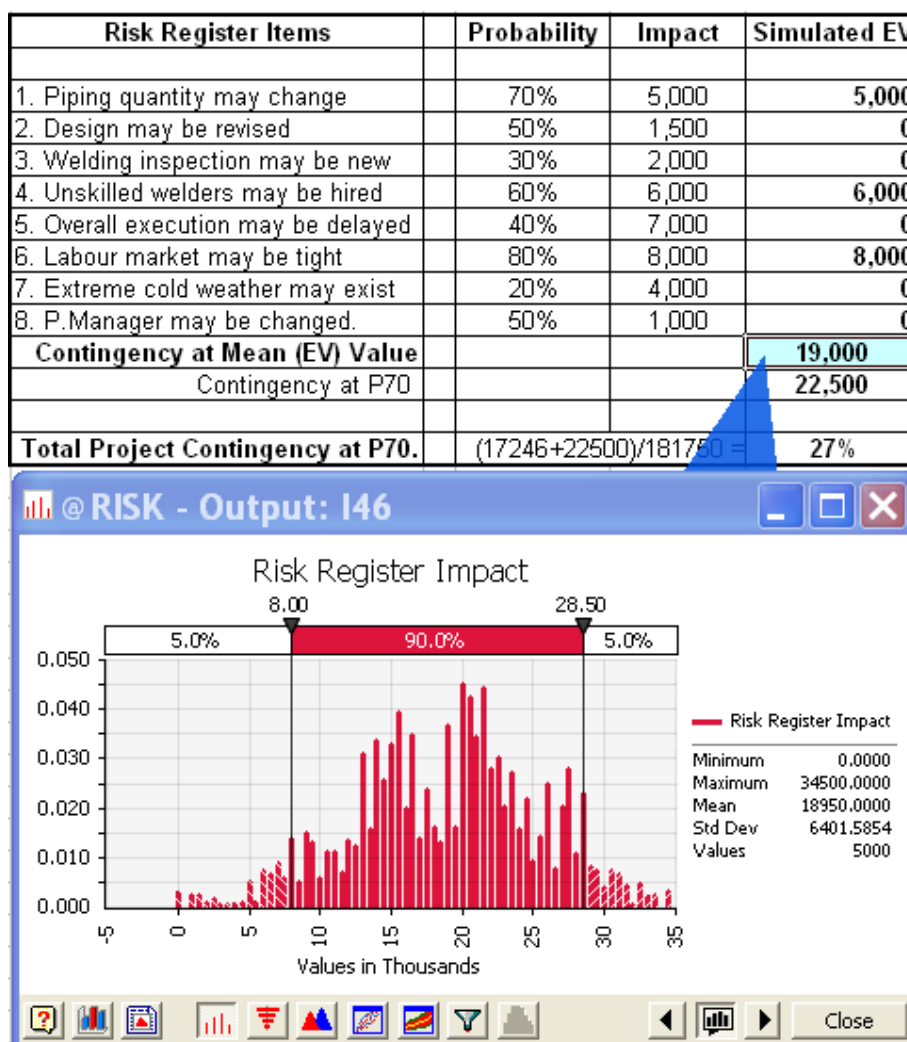 Risk Register Items Probability Impact Simulated EV
1. Piping quantity may change 70% 5,000 5,000
2. Design may be revised 50% 1,500 0
3. Welding inspection may be new 30% 2,000 0
4. Unskilled welders may be hired 60% 6,000 6,000
5. Overall execution may be delayed 40% 7,000 0
6. Labour market may be tight 80% 8,000 8,000
7. Extreme cold weather may exist 20% 4,000 0
8. P.Manager may be changed. 50% 1,000 0
Contingency at Mean (EV) Value 19,000
Contingency at P70 22,500
Total Project Contingency at P70. (17246+22500)/181750 = 27%
@RISK - Output: I46
Risk Register Impact
8.00 28.50
5.0% 90.0% 5.0%
0.050
0.040
0.030
0.020
0.010
0.000
-5 0 5 10 15 20 25 30 35
Values in Thousands
Risk Register Impact
Minimum 0.0000
Maximum 34500.0000
Mean 18950.0000
Std Dev 6401.5854
Values 5000
Close